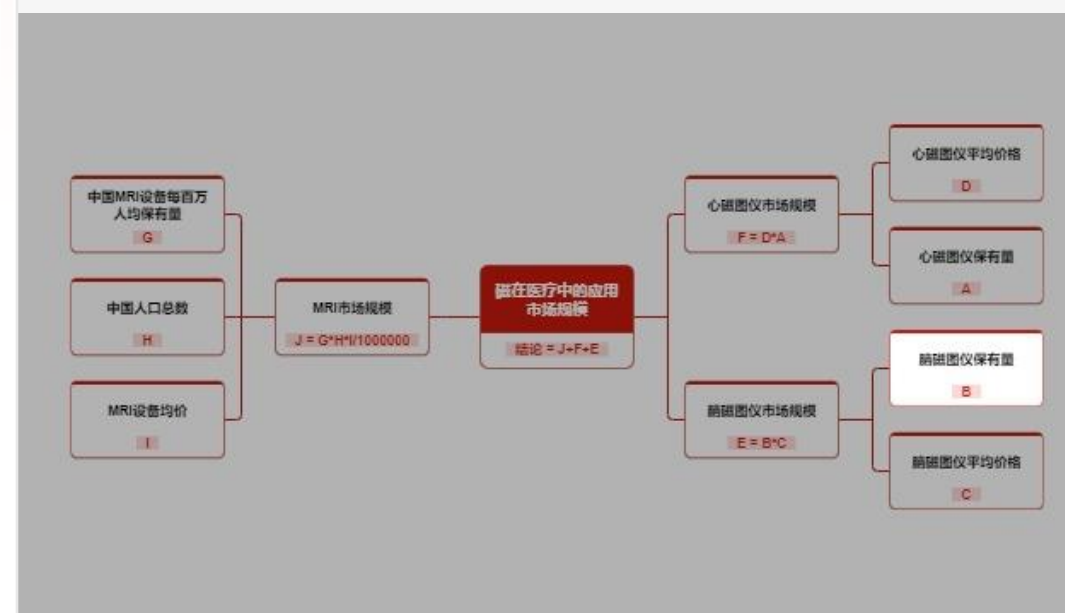 中国MRI设备每百万
人均保有量
G
中国人口总数
H
MRI设备均价
I
MRI市场规模
J = G*H*I/1000000
磁在医疗中的应用
市场规模
结论 = J+F+E
心磁图仪市场规模
F = D*A
脑磁图仪市场规模
E = B*C
心磁图仪平均价格
D
心磁图仪保有量
A
脑磁图仪保有量
B
脑磁图仪平均价格
C